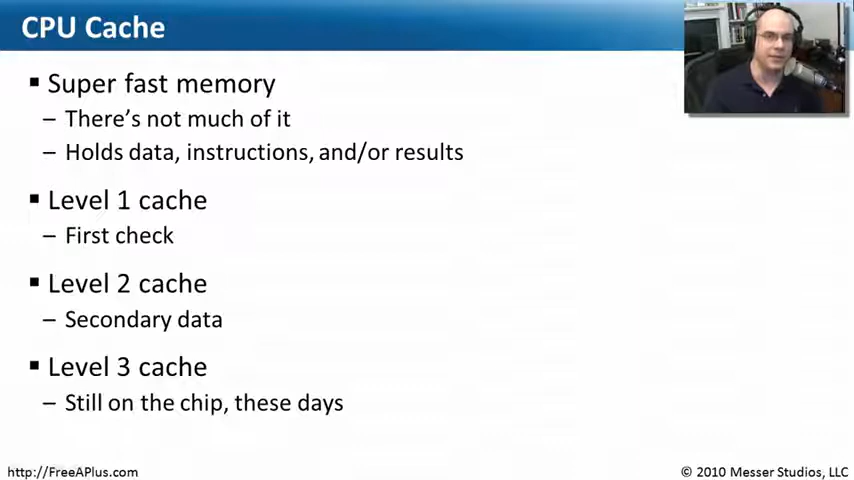 CPU Cache
▪ Super fast memory
– There's not much of it
– Holds data, instructions, and/or results
▪ Level 1 cache
– First check
▪ Level 2 cache
– Secondary data
▪ Level 3 cache
– Still on the chip, these days
http://FreeAPlus.com
© 2010 Messer Studios, LLC